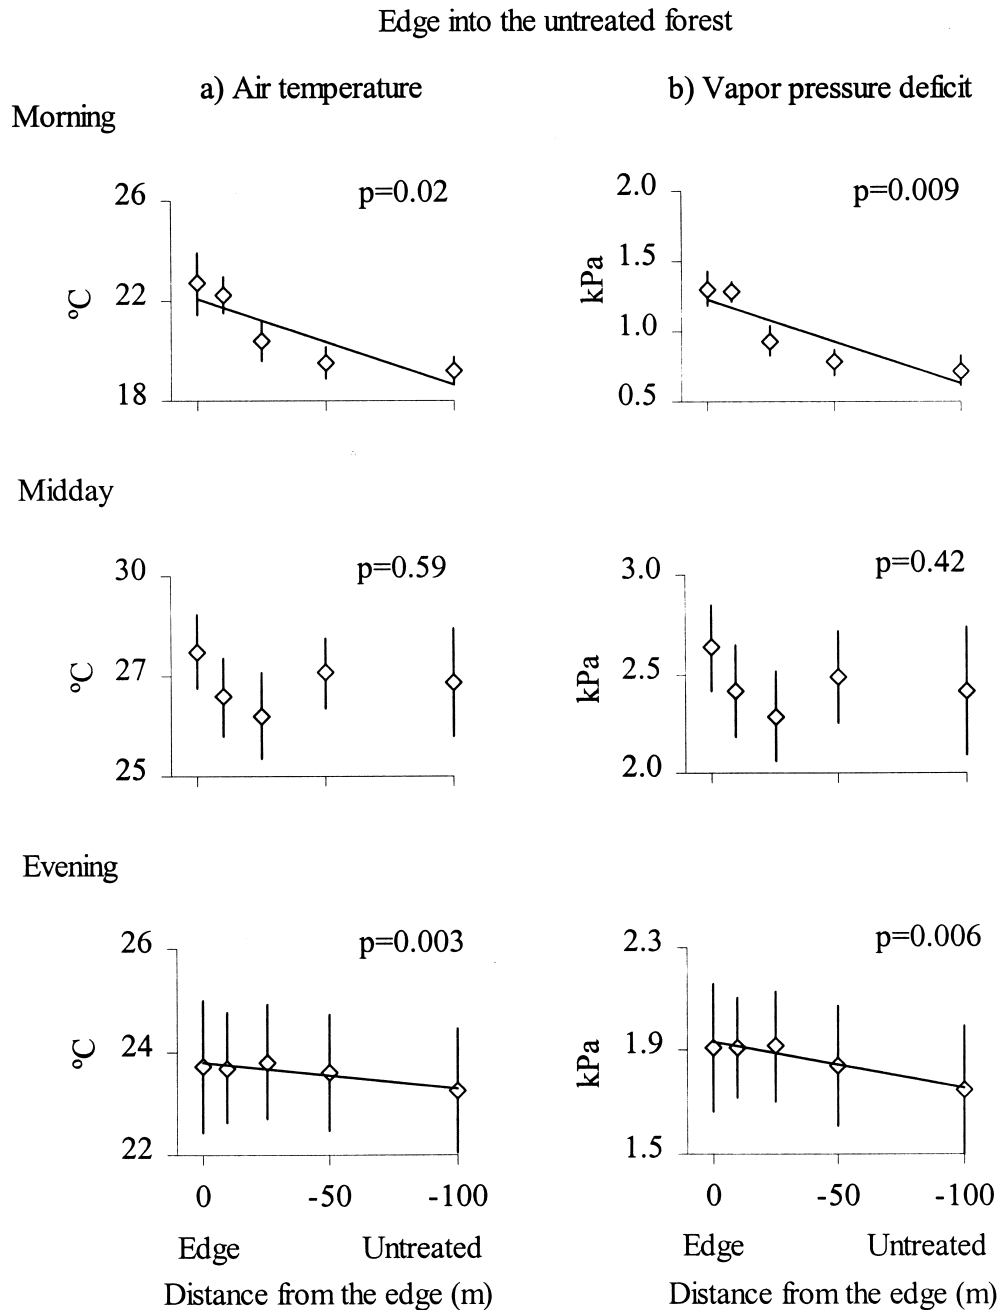 Edge into the untreated forest
a) Air temperature
b) Vapor pressure deficit
Morning
26
22
18
ºC
p=0.02
2.0
1.5
1.0
0.5
kPa
p=0.009
Midday
30
27
25
ºC
p=0.59
3.0
2.5
2.0
kPa
p=0.42
Evening
26
24
22
ºC
p=0.003
2.3
1.9
1.5
kPa
p=0.006
0 -50 -100
0 -50 -100
Edge Untreated
Edge Untreated
Distance from the edge (m)
Distance from the edge (m)